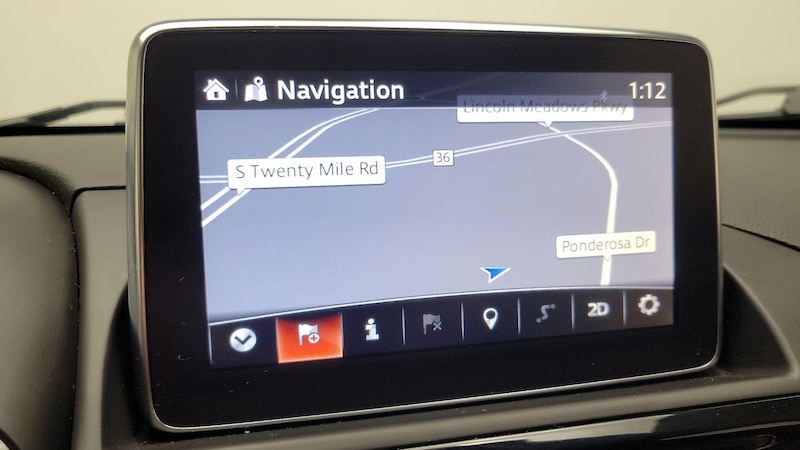 Navigation
1:12
Lincoln Meadows Pkwy
36
S Twenty Mile Rd
Ponderosa Dr
2D